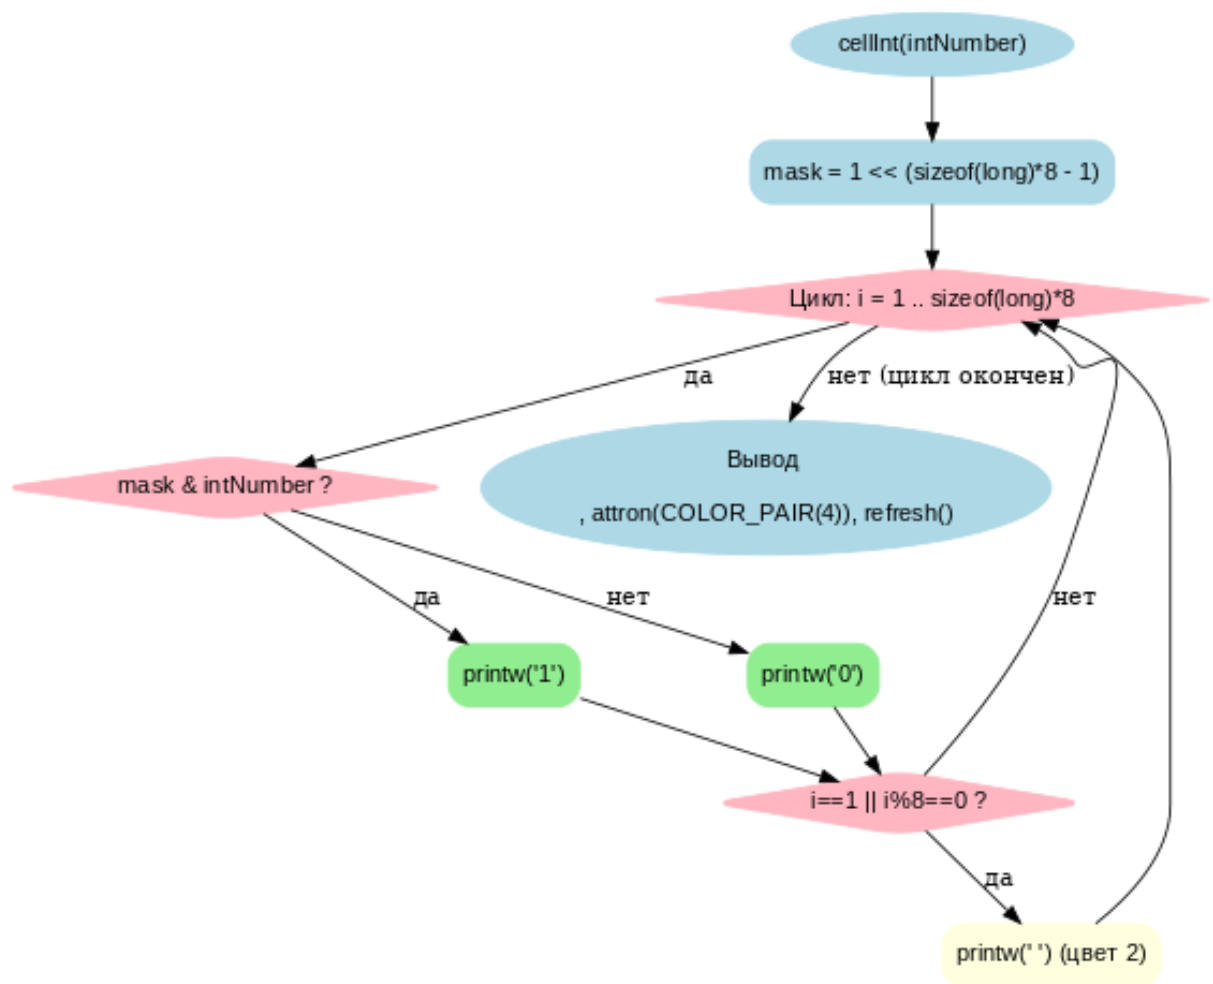 cellInt(intNumber)
mask = 1 << (sizeof(long)*8 - 1)
Цикл: i = 1 .. sizeof(long)*8
да
нет (цикл окончен)
Вывод
, attron(COLOR_PAIR(4)), refresh()
mask & intNumber ?
да
нет
нет
printw('1')
printw('0')
i==1 || i%8==0 ?
да
printw(' ') (цвет 2)